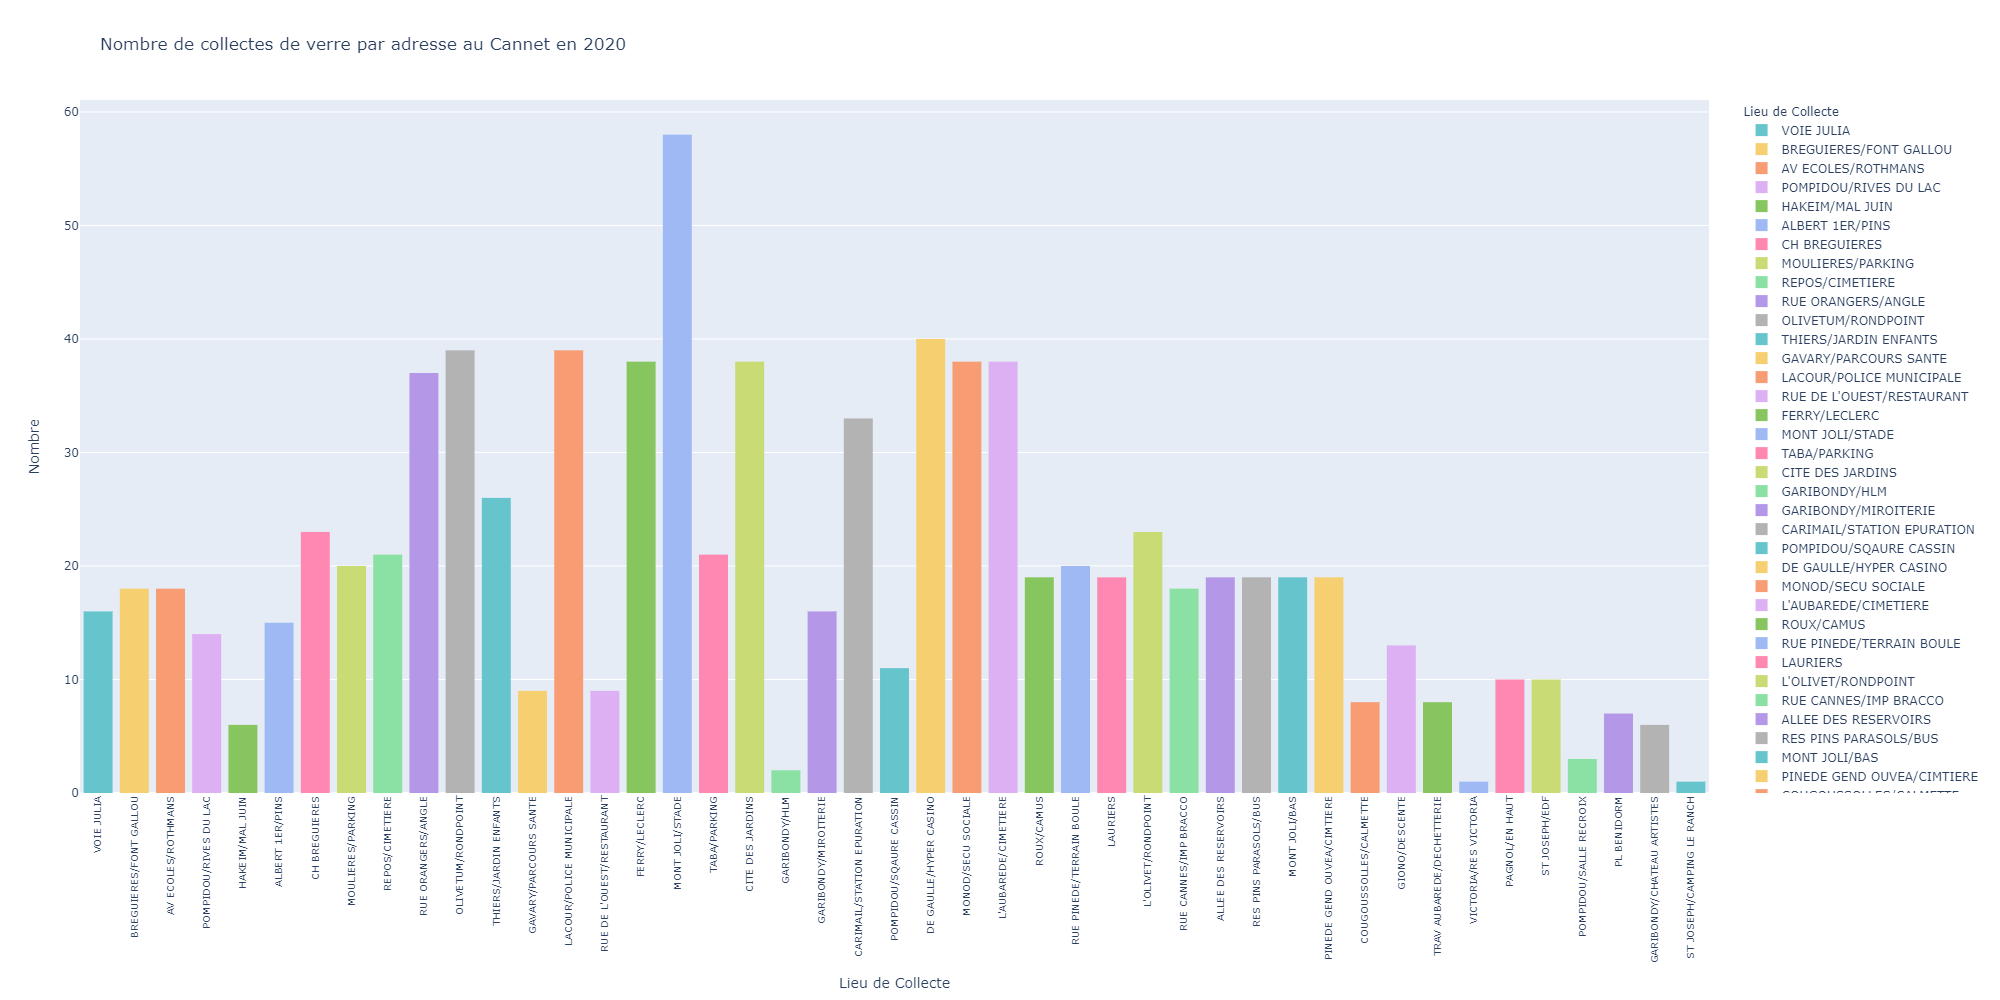 Nombre de collectes de verre par adresse au Cannet en 2020
60
50
40
30
20
10
0
Nombre
VOIE JULIA
BREGUIERES/FONT GALLOU
AV ECOLES/ROTHMANS
POMPIDOU/RIVES DU LAC
HAKEIM/MAL JUIN
ALBERT 1ER/PINS
CH BREGUIERES
MOULIERES/PARKING
REPOS/CIMETIERE
RUE ORANGERS/ANGLE
OLIVETUM/RONDPOINT
THIERS/JARDIN ENFANTS
GAVARY/PARCOURS SANTE
LACOUR/POLICE MUNICIPALE
RUE DE L'OUEST/RESTAURANT
FERRY/LECLERC
MONT JOLI/STADE
TABA/PARKING
CITE DES JARDINS
GARIBONDY/HLM
GARIBONDY/MIROITERIE
CARIMAIL/STATION EPURATION
POMPIDOU/SQAURE CASSIN
DE GAULLE/HYPER CASINO
MONOD/SECU SOCIALE
L'AUBAREDE/CIMETIERE
ROUX/CAMUS
RUE PINEDE/TERRAIN BOULE
LAURIERS
L'OLIVET/RONDPOINT
RUE CANNES/IMP BRACCO
ALLEE DES RESERVOIRS
RES PINS PARASOLS/BUS
MONT JOLI/BAS
PINEDE GEND OUVEA/CIMTIERE
COUGOUSSOLLES/CALMETTE
GIONO/DESCENTE
TRAV AUBAREDE/DECHETTERIE
VICTORIA/RES VICTORIA
PAGNOL/EN HAUT
ST JOSEPH/EDF
POMPIDOU/SALLE RECROIX
PL BENIDORM
GARIBONDY/CHATEAU ARTISTES
ST JOSEPH/CAMPING LE RANCH
Lieu de Collecte
Lieu de Collecte
VOIE JULIA
BREGUIERES/FONT GALLOU
AV ECOLES/ROTHMANS
POMPIDOU/RIVES DU LAC
HAKEIM/MAL JUIN
ALBERT 1ER/PINS
CH BREGUIERES
MOULIERES/PARKING
REPOS/CIMETIERE
RUE ORANGERS/ANGLE
OLIVETUM/RONDPOINT
THIERS/JARDIN ENFANTS
GAVARY/PARCOURS SANTE
LACOUR/POLICE MUNICIPALE
RUE DE L'OUEST/RESTAURANT
FERRY/LECLERC
MONT JOLI/STADE
TABA/PARKING
CITE DES JARDINS
GARIBONDY/HLM
GARIBONDY/MIROITERIE
CARIMAIL/STATION EPURATION
POMPIDOU/SQAURE CASSIN
DE GAULLE/HYPER CASINO
MONOD/SECU SOCIALE
L'AUBAREDE/CIMETIERE
ROUX/CAMUS
RUE PINEDE/TERRAIN BOULE
LAURIERS
L'OLIVET/RONDPOINT
RUE CANNES/IMP BRACCO
ALLEE DES RESERVOIRS
RES PINS PARASOLS/BUS
MONT JOLI/BAS
PINEDE GEND OUVEA/CIMTIERE